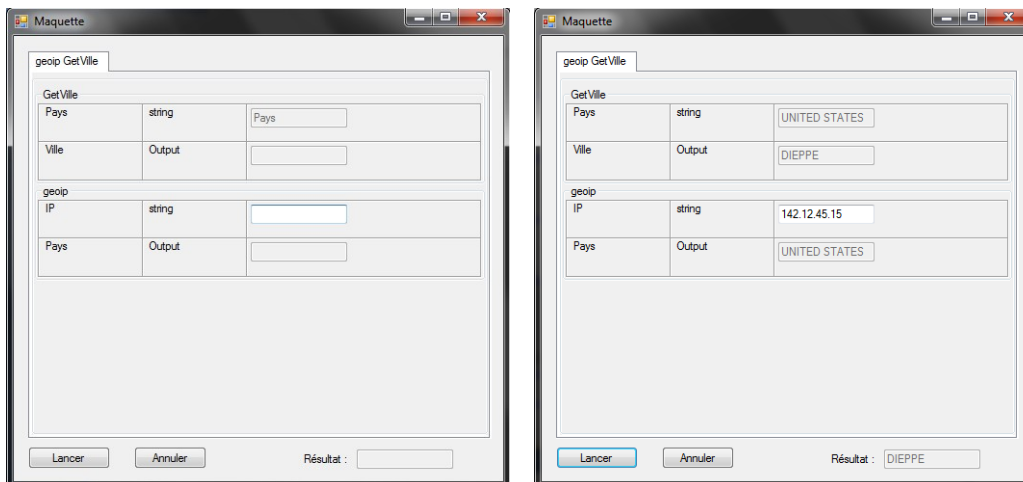 Maquette
geoip GetVille
GetVille
Pays string Pays
Ville Output
geoip
IP string
Pays Output
Lancer Annuler Résultat :
Maquette
geoip GetVille
GetVille
Pays string UNITED STATES
Ville Output DIEPPE
geoip
IP string 142.12.45.15
Pays Output UNITED STATES
Lancer Annuler Résultat : DIEPPE